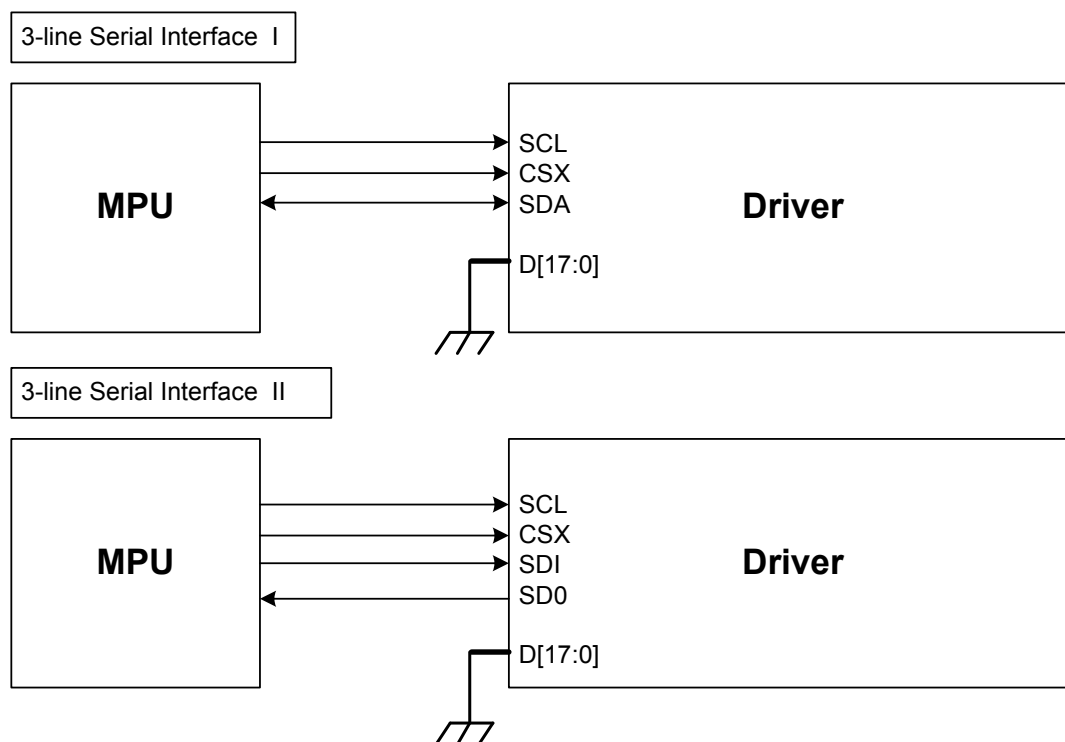 3-line Serial Interface I
MPU
SCL
CSX
SDA
D[17:0]
Driver
3-line Serial Interface II
MPU
SCL
CSX
SDI
SD0
D[17:0]
Driver